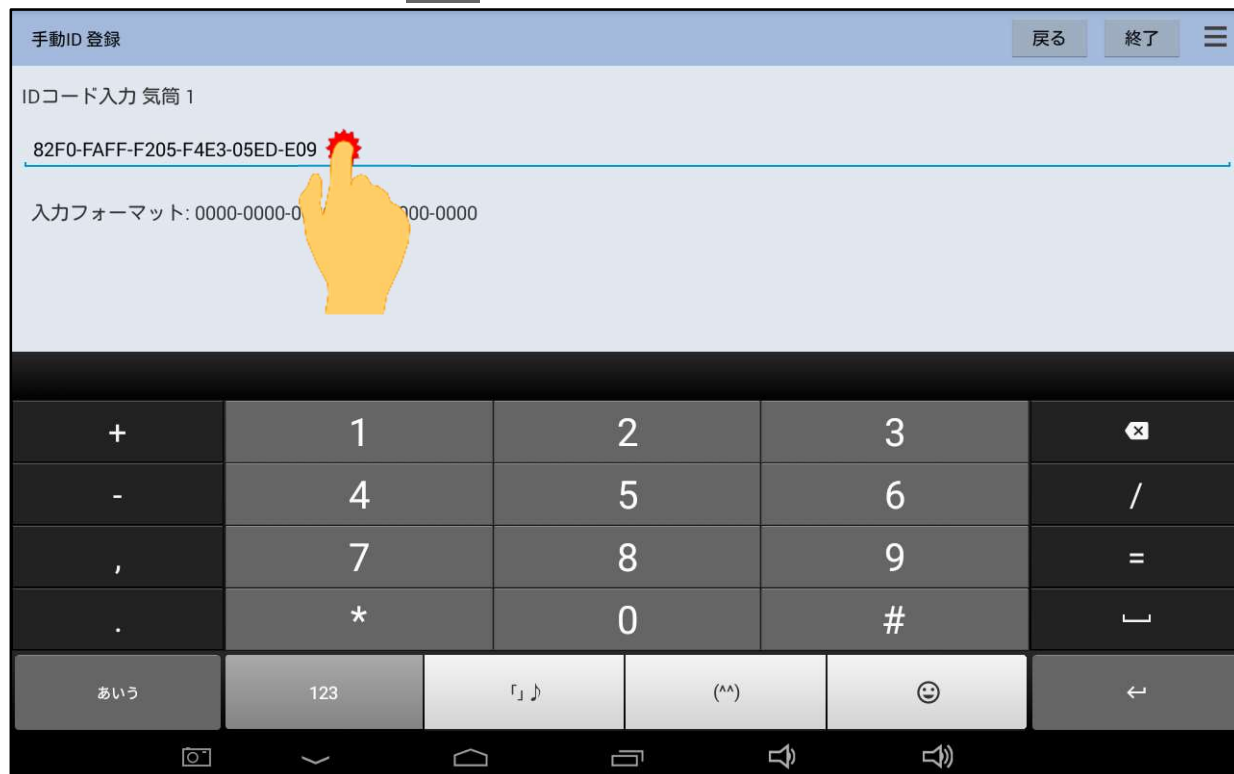 手動ID 登録
戻る
終了
IDコード入力 気筒 1
82F0-FAFF-F205-F4E3-05ED-E09
入力フォーマット: 0000-0000-0 000-0000
+ 1 2 3
- 4 5 6 /
, 7 8 9 =
. * 0 #
あいう 123 「」♪ (^^)